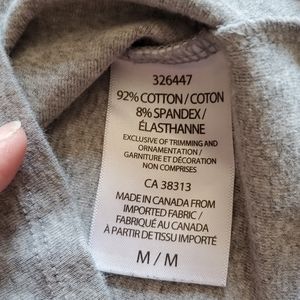 326447
92% COTTON / COTON
8% SPANDEX /
ÉLASTHANNE
EXCLUSIVE OF TRIMMING AND
ORNAMENTATION /
GARNITURE ET DÉCORATION
NON COMPRISES
CA 38313
MADE IN CANADA FROM
IMPORTED FABRIC /
FABRIQUÉ AU CANADA
À PARTIR DE TISSU IMPORTÉ
M / M